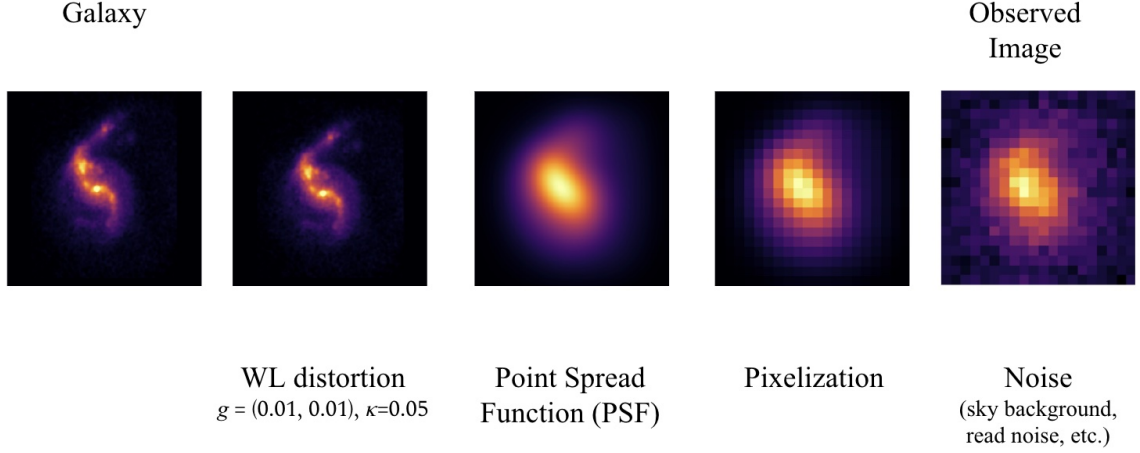 Galaxy
Observed
Image
WL distortion
g = (0.01, 0.01), κ=0.05
Point Spread
Function (PSF)
Pixelization
Noise
(sky background,
read noise, etc.)